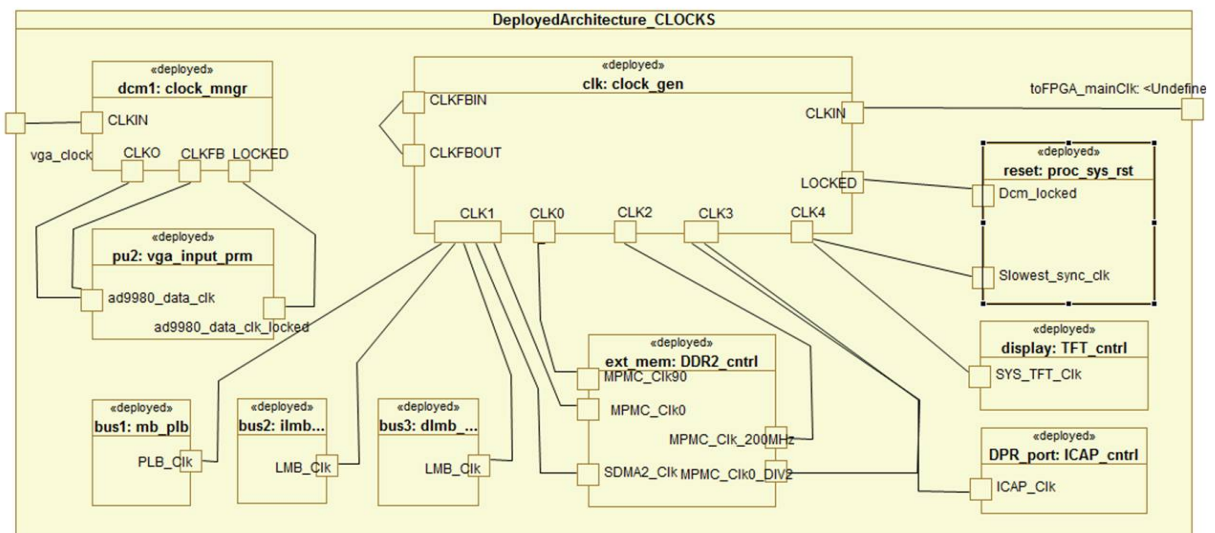 DeployedArchitecture_CLOCKS
«deployed»
dcm1: clock_mngr
CLKIN
vga_clock
CLKO
CLKFB
LOCKED
«deployed»
clk: clock_gen
CLKFBIN
CLKFBOUT
CLKIN
LOCKED
CLK1
CLK0
CLK2
CLK3
CLK4
toFPGA_mainClk: <Undefine
«deployed»
reset: proc_sys_rst
Dcm_locked
Slowest_sync_clk
«deployed»
pu2: vga_input_prm
ad9980_data_clk
ad9980_data_clk_locked
«deployed»
ext_mem: DDR2_cntrl
MPMC_Clk90
MPMC_Clk0
MPMC_Clk_200MHz
SDMA2_Clk
MPMC_Clk0_DIV2
«deployed»
display: TFT_cntrl
SYS_TFT_Clk
«deployed»
bus1: mb_plb
PLB_Clk
«deployed»
bus2: ilmb...
LMB_Clk
«deployed»
bus3: dlmb_...
LMB_Clk
«deployed»
DPR_port: ICAP_cntrl
ICAP_Clk